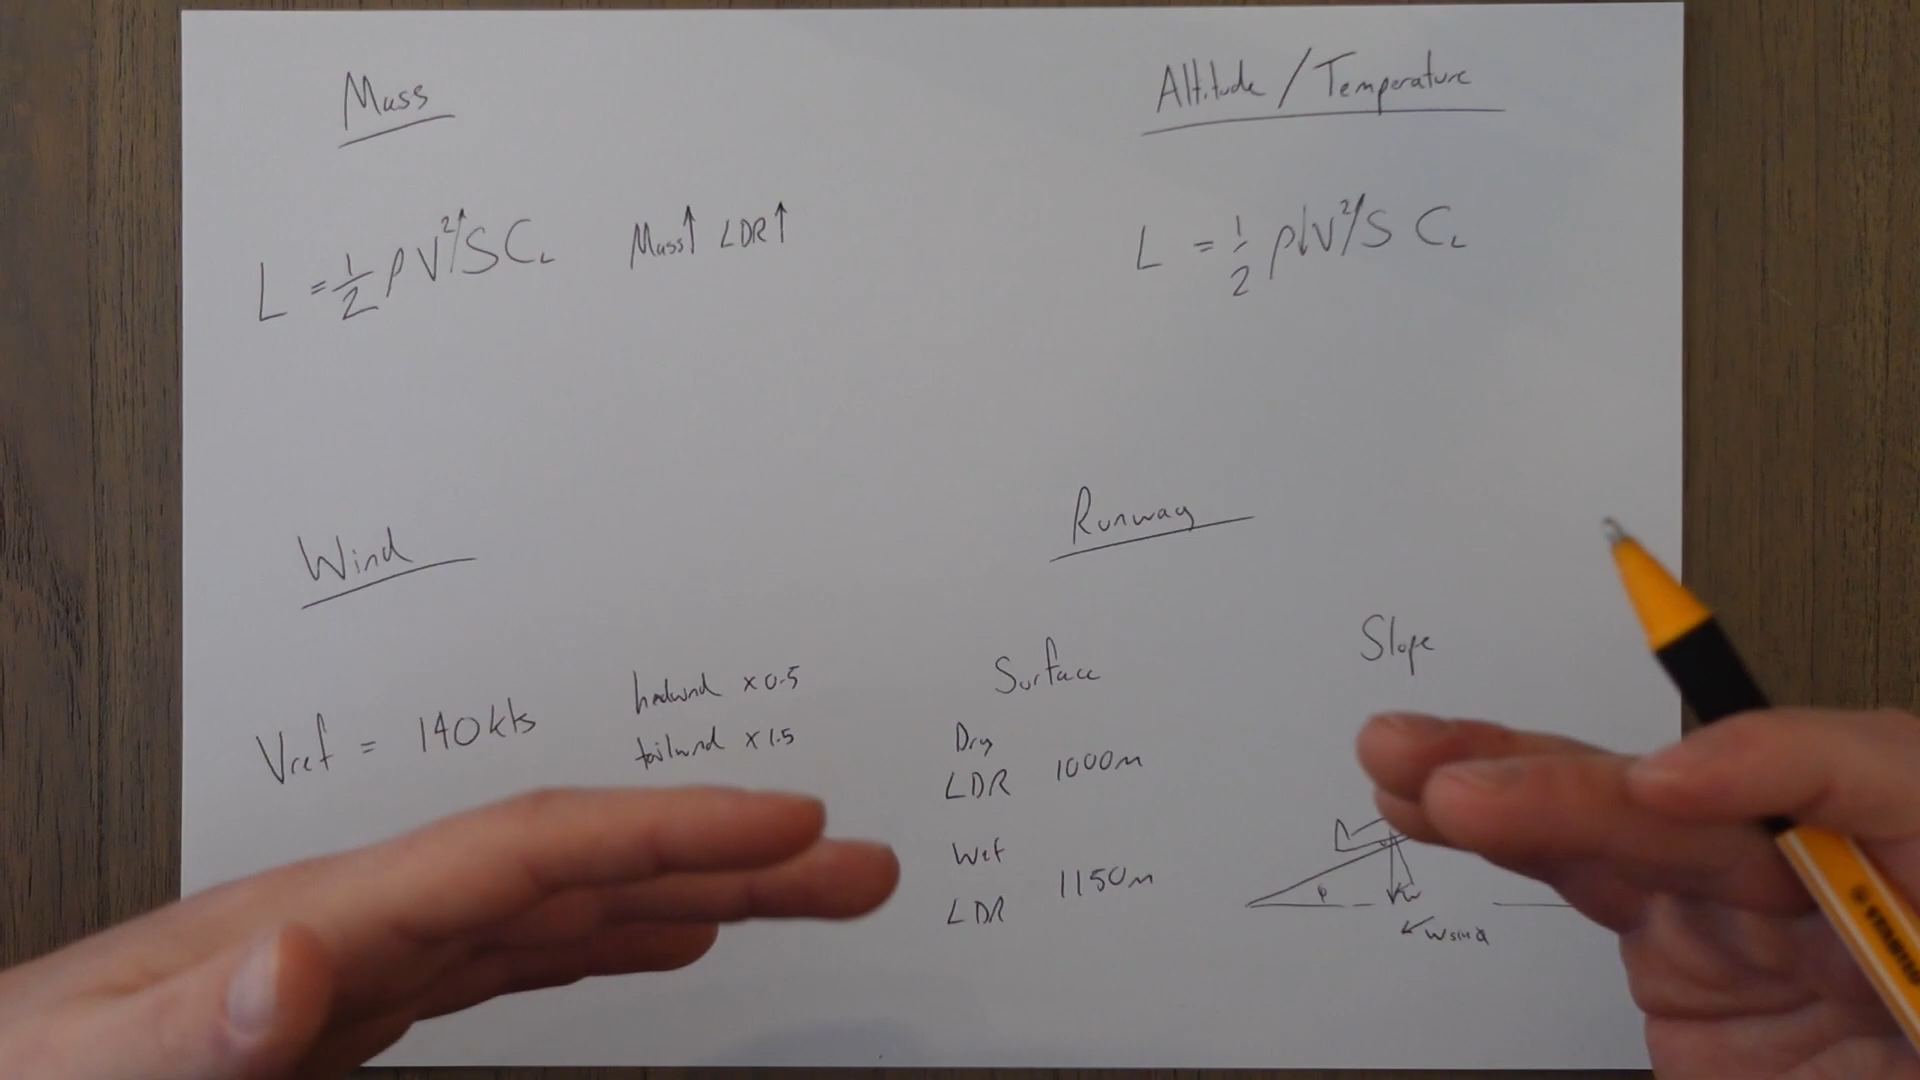 Mass
L = 1/2 ρV²/S CL
Mass↑ LDR↑
Altitude / Temperature
L = 1/2 ρ↓V²/S CL
Wind
Vref = 140kts
headwind x 0.5
tailwind x 1.5
Runway
Surface
Dry
LDR 1000m
Wet
LDR 1150m
Slope
W sin